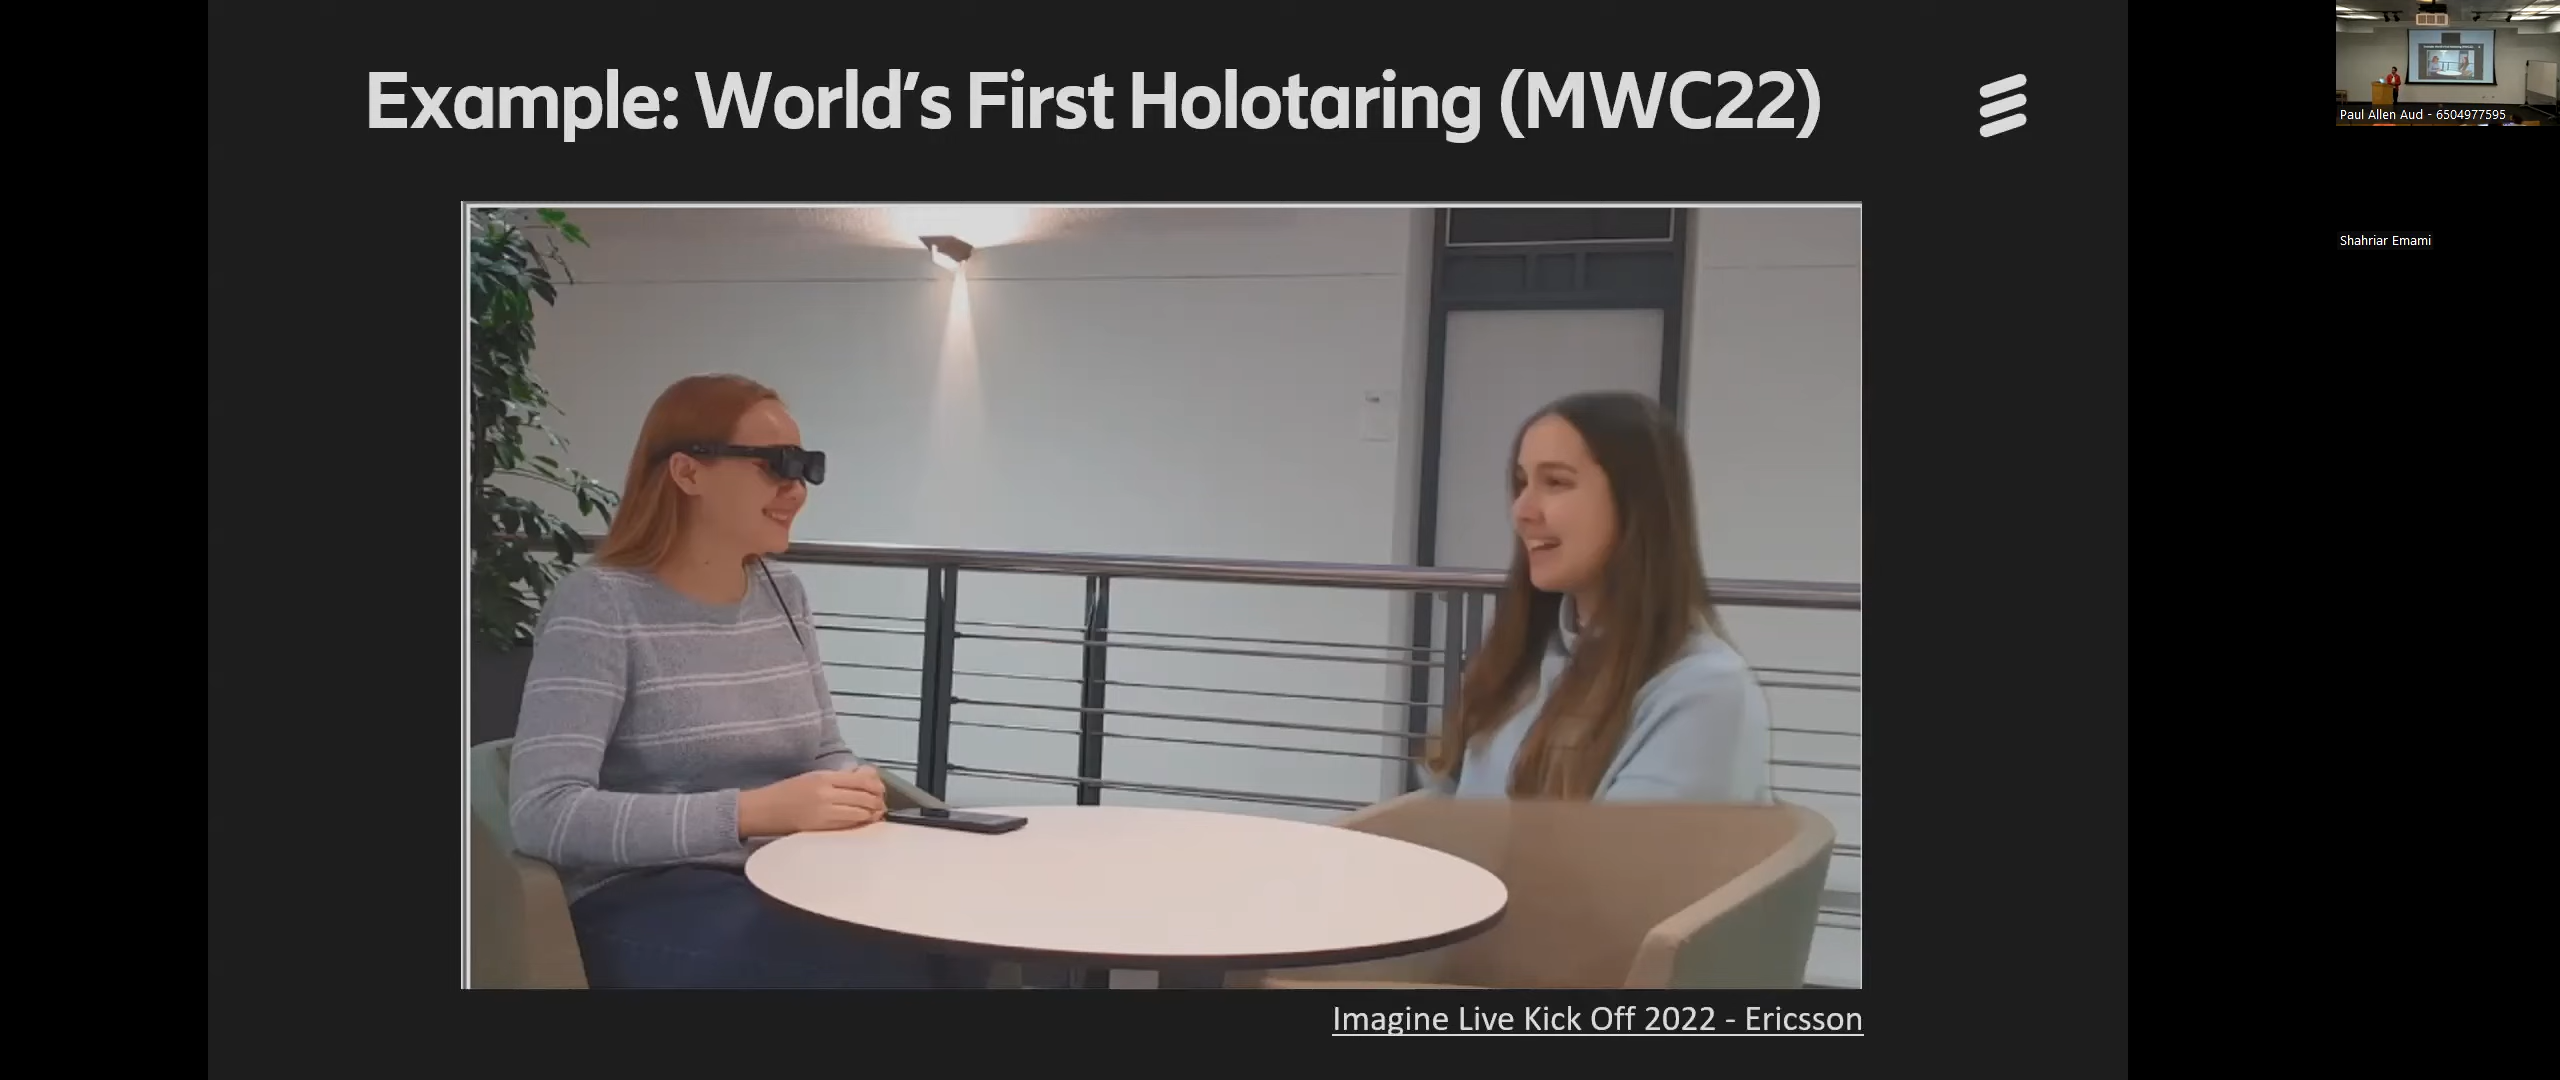 Example: World's First Holotaring (MWC22)
Imagine Live Kick Off 2022 - Ericsson
Paul Allen Aud - 6504977595
Shahriar Emami